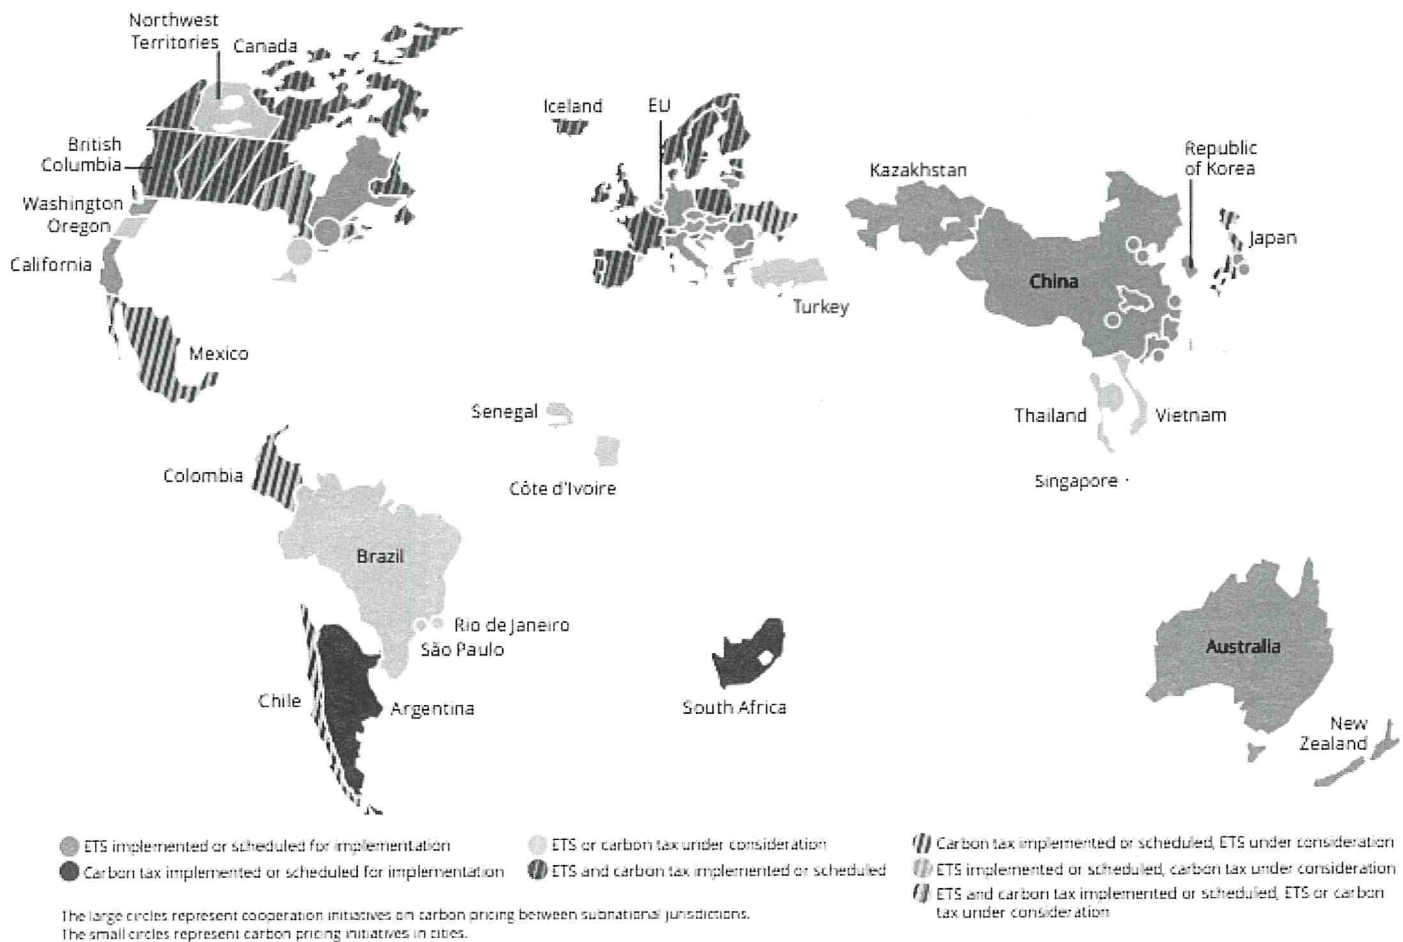 Northwest
Territories
Canada
British
Columbia
Washington
Oregon
California
Mexico
Iceland
EU
Turkey
Kazakhstan
China
Republic
of Korea
Japan
Senegal
Côte d'Ivoire
Thailand
Vietnam
Singapore
Colombia
Brazil
Rio de Janeiro
São Paulo
Chile
Argentina
South Africa
Australia
New
Zealand
ETS implemented or scheduled for implementation
Carbon tax implemented or scheduled for implementation
ETS or carbon tax under consideration
ETS and carbon tax implemented or scheduled
Carbon tax implemented or scheduled, ETS under consideration
ETS implemented or scheduled, carbon tax under consideration
ETS and carbon tax implemented or scheduled, ETS or carbon
tax under consideration
The large circles represent cooperation initiatives on carbon pricing between subnational jurisdictions.
The small circles represent carbon pricing initiatives in cities.